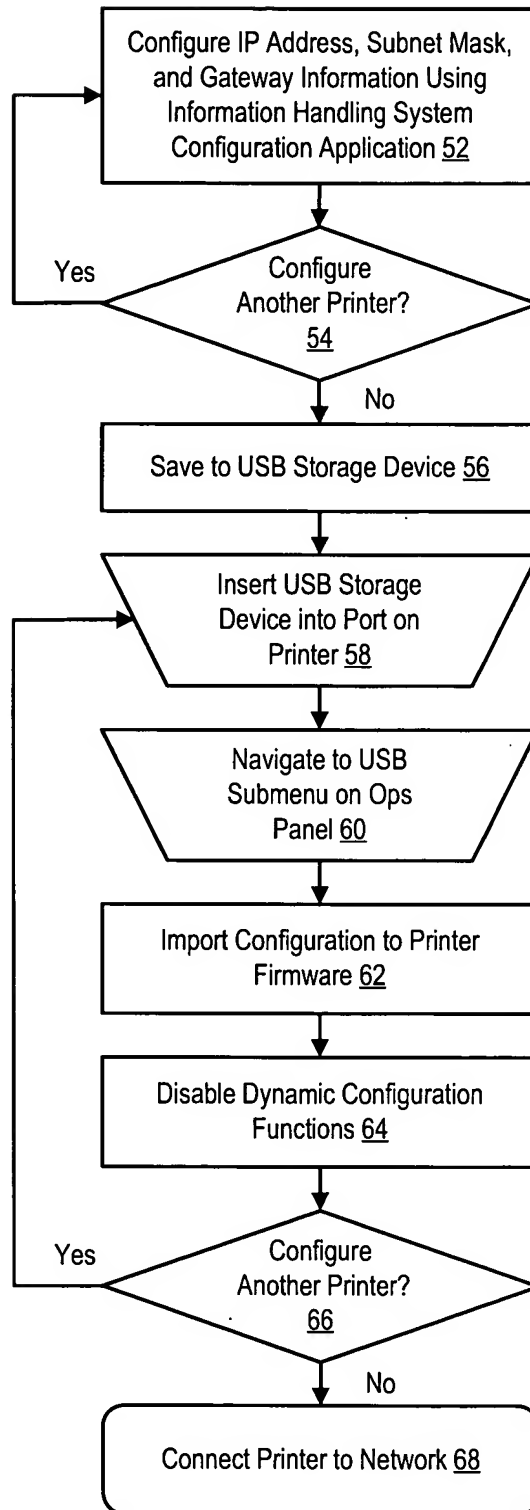 Configure IP Address, Subnet Mask,
and Gateway Information Using
Information Handling System
Configuration Application 52
Yes
Configure
Another Printer?
54
No
Save to USB Storage Device 56
Insert USB Storage
Device into Port on
Printer 58
Navigate to USB
Submenu on Ops
Panel 60
Import Configuration to Printer
Firmware 62
Disable Dynamic Configuration
Functions 64
Yes
Configure
Another Printer?
66
No
Connect Printer to Network 68